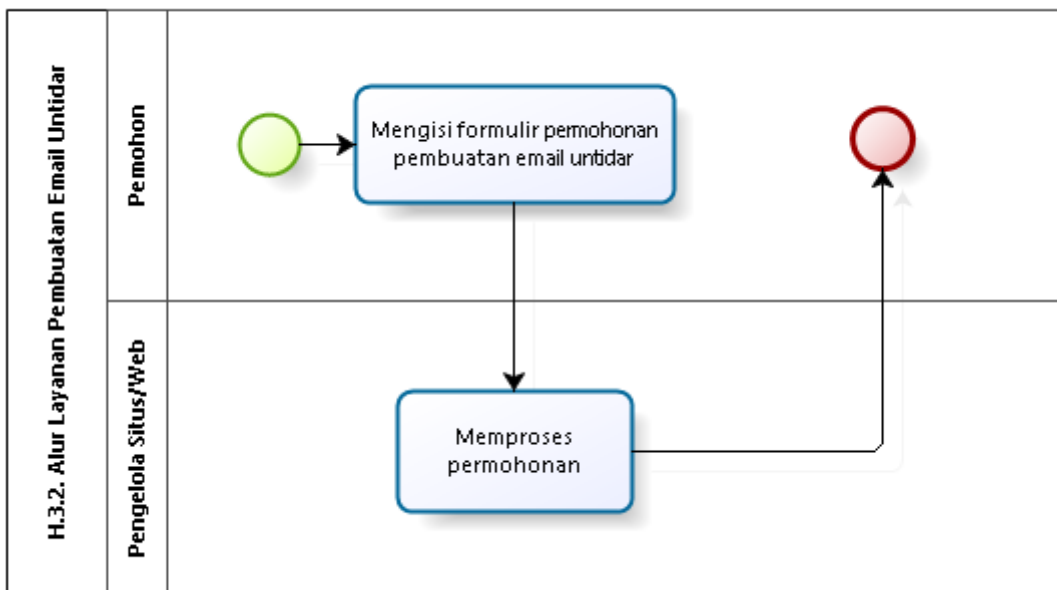 H.3.2. Alur Layanan Pembuatan Email Untidar
Pemohon
Mengisi formulir permohonan
pembuatan email untidar
Pengelola Situs/Web
Memproses
permohonan